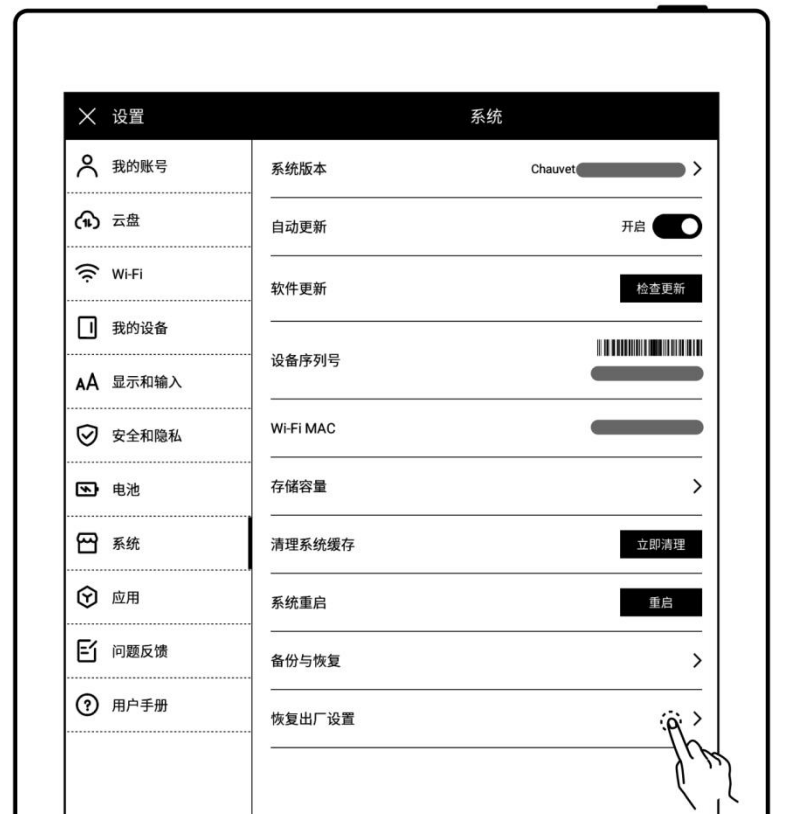 设置
系统
我的账号
云盘
Wi-Fi
我的设备
AA 显示和输入
安全和隐私
电池
系统
应用
问题反馈
用户手册
系统版本 Chauvet
自动更新 开启
软件更新 检查更新
设备序列号
Wi-Fi MAC
存储容量
清理系统缓存 立即清理
系统重启 重启
备份与恢复
恢复出厂设置